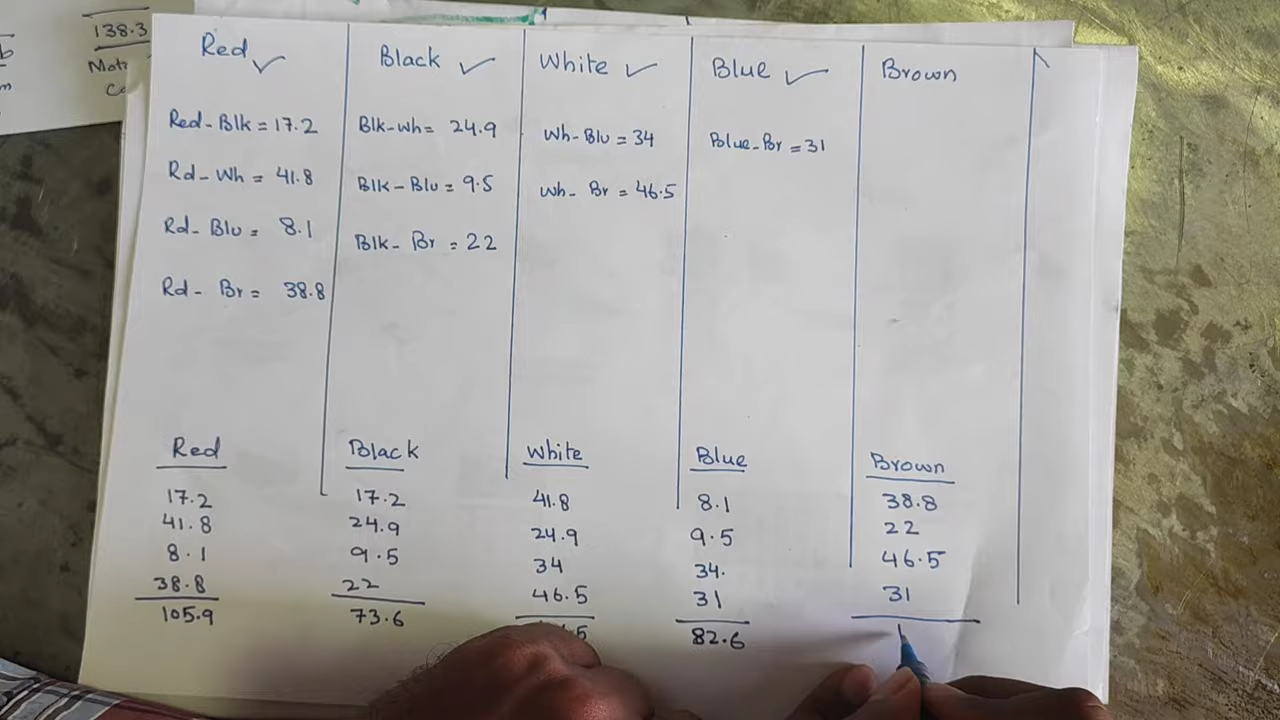 138.3
Red ✓
Red-Blk = 17.2
Rd-Wh = 41.8
Rd-Blu = 8.1
Rd-Br = 38.8
Black ✓
Blk-Wh = 24.9
Blk-Blu = 9.5
Blk-Br = 22
White ✓
Wh-Blu = 34
Wh-Br = 46.5
Blue ✓
Blue-Br = 31
Brown
Red
17.2
41.8
8.1
38.8
105.9
Black
17.2
24.9
9.5
22
73.6
White
41.8
24.9
34
46.5
Blue
8.1
9.5
34.
31
82.6
Brown
38.8
22
46.5
31